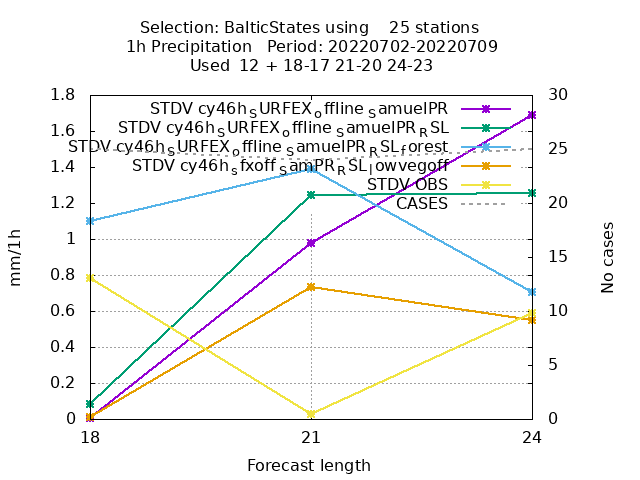 Selection: BalticStates using    25 stations
1h Precipitation   Period: 20220702-20220709
Used  12 + 18-17 21-20 24-23
STDV cy46h_SURFEX_offline_SamuelPR
STDV cy46h_SURFEX_offline_SamuelPR_RSL
STDV cy46h_SURFEX_offline_SamuelPR_RSL_forest
STDV cy46h_sfxoff_SamPR_RSL_lowvegoff
STDV OBS
CASES
mm/1h
1.8
1.6
1.4
1.2
1
0.8
0.6
0.4
0.2
0
30
25
20
15
10
5
0
No cases
18 21 24
Forecast length